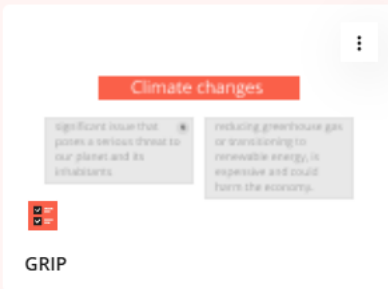 Climate changes
significant issue that
poses a serious threat to
our planet and its
inhabitants.
reducing greenhouse gas
or transitioning to
renewable energy, is
expensive and could
harm the economy.
GRIP